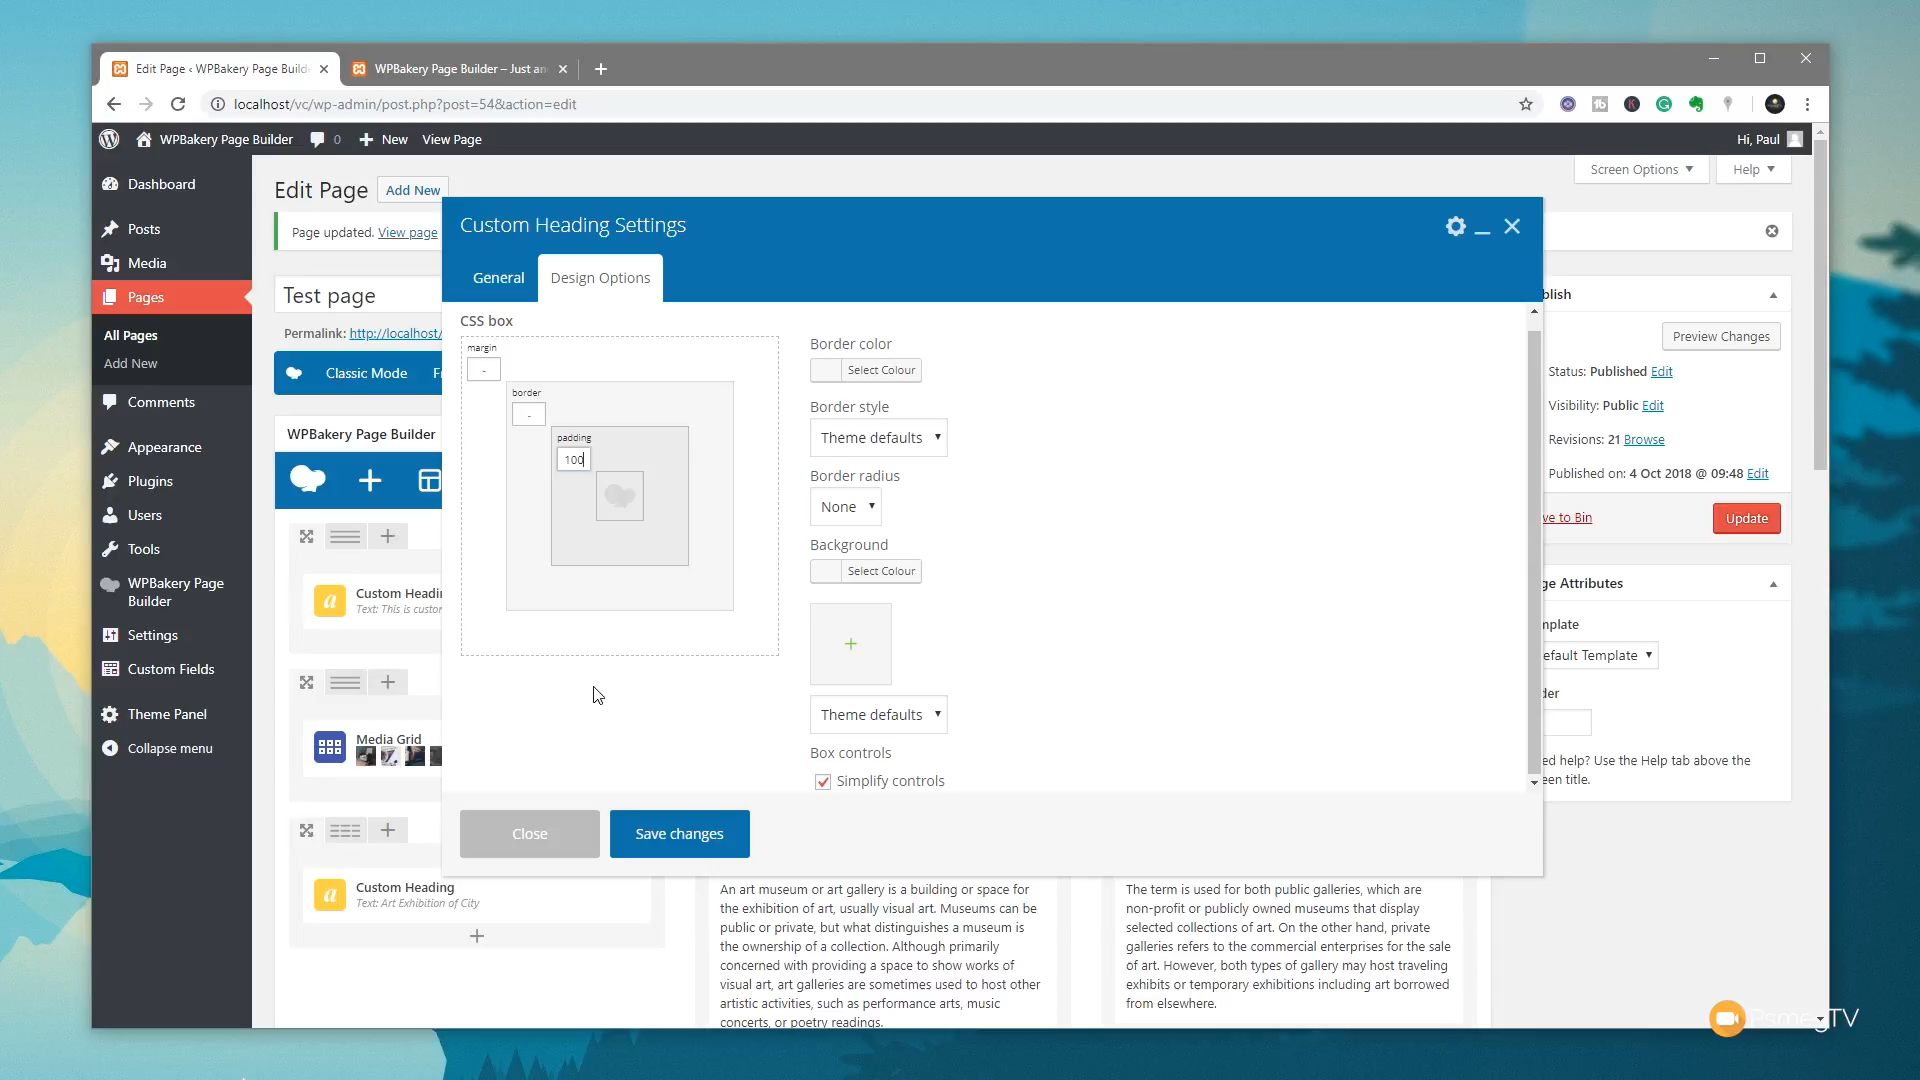 Edit Page ‹ WPBakery Page Build
WPBakery Page Builder – Just an
localhost/vc/wp-admin/post.php?post=54&action=edit
WPBakery Page Builder
0
New
View Page
Hi, Paul
Dashboard
Posts
Media
Pages
All Pages
Add New
Comments
Appearance
Plugins
Users
Tools
WPBakery Page
Builder
Settings
Custom Fields
Theme Panel
Collapse menu
Screen Options
Help
Edit Page
Add New
Page updated. View page
Test page
Permalink: http://localhost/
Classic Mode
WPBakery Page Builder
Custom Headin
Text: This is custor
Media Grid
Custom Heading
Text: Art Exhibition of City
Custom Heading Settings
General
Design Options
CSS box
margin
-
border
-
padding
100
Border color
Select Colour
Border style
Theme defaults
Border radius
None
Background
Select Colour
+
Theme defaults
Box controls
Simplify controls
Close
Save changes
An art museum or art gallery is a building or space for
the exhibition of art, usually visual art. Museums can be
public or private, but what distinguishes a museum is
the ownership of a collection. Although primarily
concerned with providing a space to show works of
visual art, art galleries are sometimes used to host other
artistic activities, such as performance arts, music
concerts, or poetry readings.
The term is used for both public galleries, which are
non-profit or publicly owned museums that display
selected collections of art. On the other hand, private
galleries refers to the commercial enterprises for the sale
of art. However, both types of gallery may host traveling
exhibits or temporary exhibitions including art borrowed
from elsewhere.
blish
Preview Changes
Status: Published Edit
Visibility: Public Edit
Revisions: 21 Browse
Published on: 4 Oct 2018 @ 09:48 Edit
ve to Bin
Update
ge Attributes
mplate
efault Template
der
ed help? Use the Help tab above the
een title.
PsmegTV